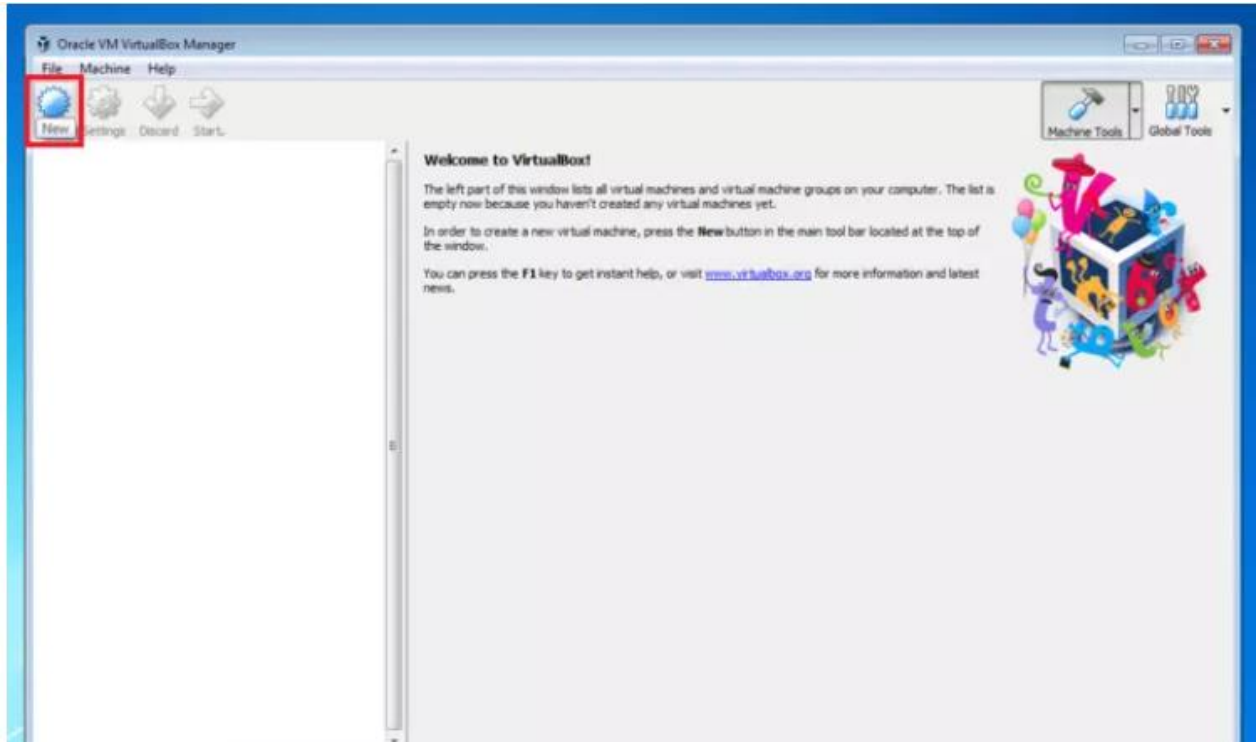 Oracle VM VirtualBox Manager
File Machine Help
New Settings Discard Start
Machine Tools Global Tools
Welcome to VirtualBox!
The left part of this window lists all virtual machines and virtual machine groups on your computer. The list is
empty now because you haven't created any virtual machines yet.
In order to create a new virtual machine, press the New button in the main tool bar located at the top of
the window.
You can press the F1 key to get instant help, or visit www.virtualbox.org for more information and latest
news.